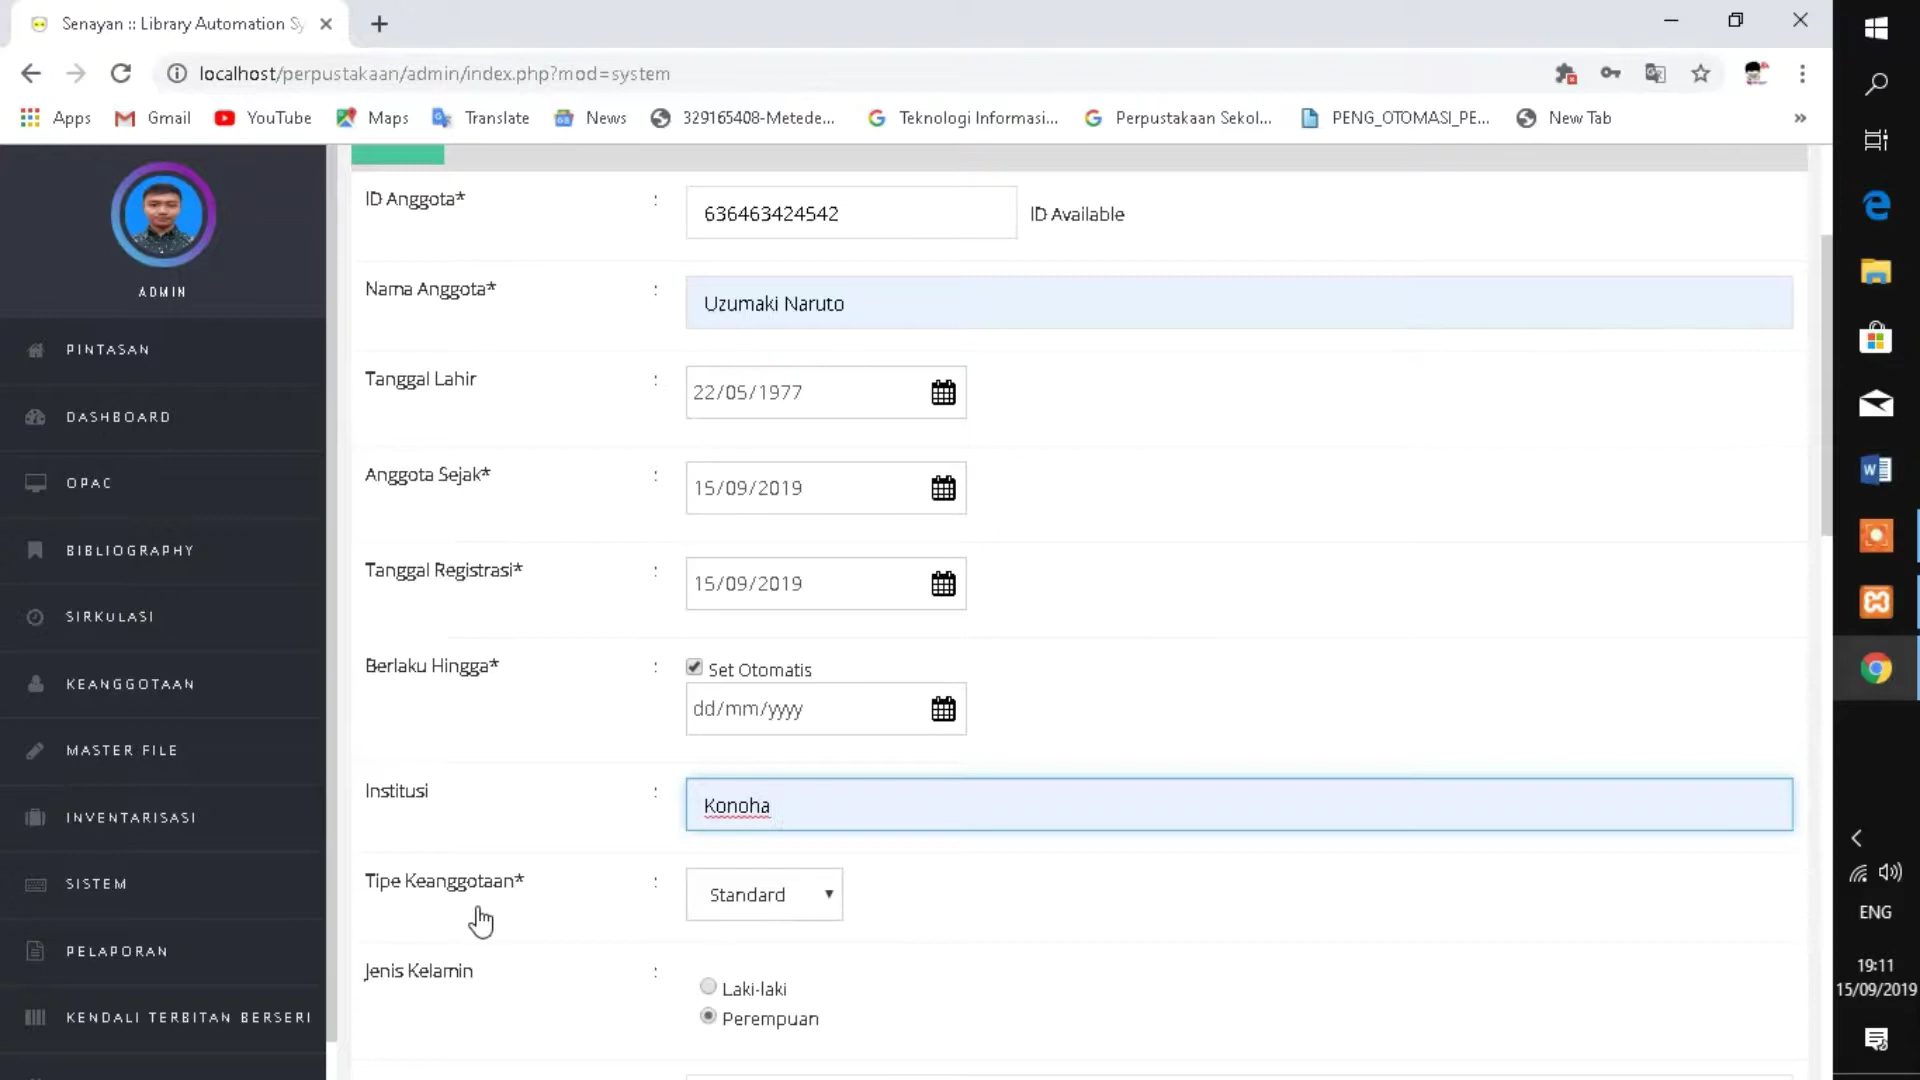 Senayan :: Library Automation Sy
localhost/perpustakaan/admin/index.php?mod=system
Apps Gmail YouTube Maps Translate News 329165408-Metede... Teknologi Informasi... Perpustakaan Sekol... PENG_OTOMASI_PE... New Tab »
ADMIN
PINTASAN
DASHBOARD
OPAC
BIBLIOGRAPHY
SIRKULASI
KEANGGOTAAN
MASTER FILE
INVENTARISASI
SISTEM
PELAPORAN
KENDALI TERBITAN BERSERI
ID Anggota* : 636463424542 ID Available
Nama Anggota* : Uzumaki Naruto
Tanggal Lahir : 22/05/1977
Anggota Sejak* : 15/09/2019
Tanggal Registrasi* : 15/09/2019
Berlaku Hingga* : Set Otomatis
dd/mm/yyyy
Institusi : Konoha
Tipe Keanggotaan* : Standard
Jenis Kelamin : Laki-laki
Perempuan
ENG
19:11
15/09/2019